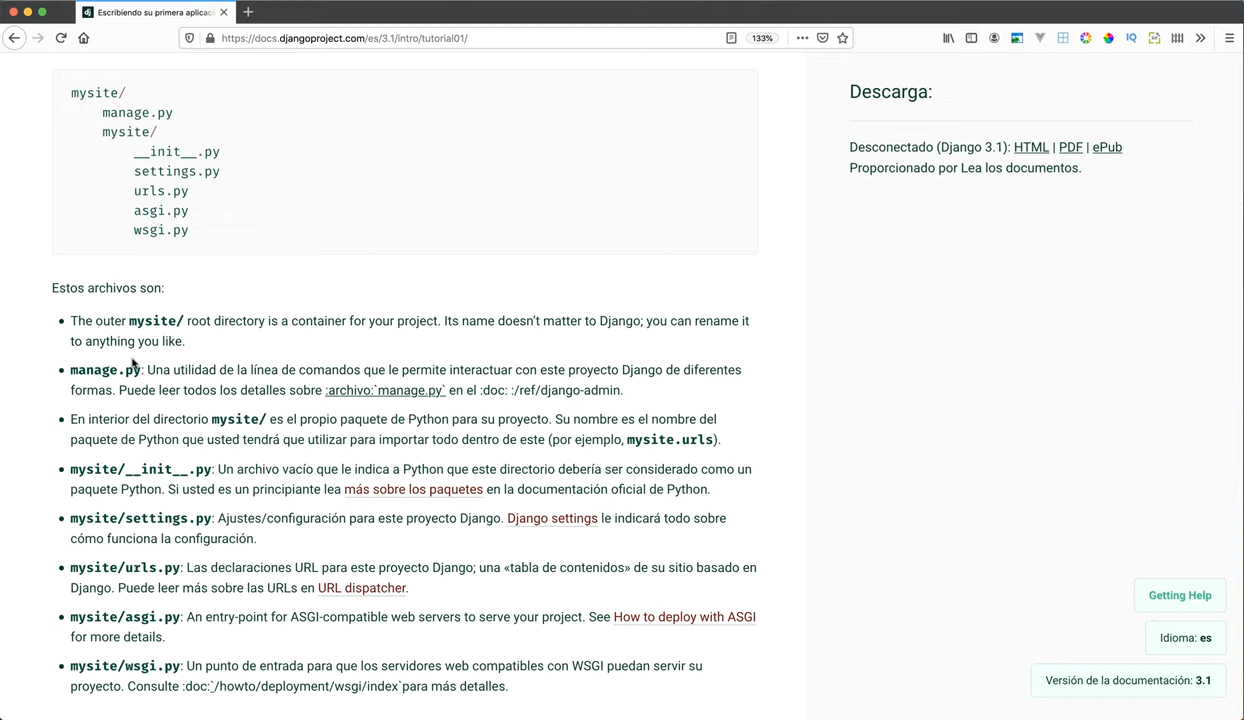 Escribiendo su primera aplicaci
https://docs.djangoproject.com/es/3.1/intro/tutorial01/
133%
IQ
mysite/
manage.py
mysite/
__init__.py
settings.py
urls.py
asgi.py
wsgi.py
Estos archivos son:
The outer mysite/ root directory is a container for your project. Its name doesn’t matter to Django; you can rename it
to anything you like.
manage.py: Una utilidad de la línea de comandos que le permite interactuar con este proyecto Django de diferentes
formas. Puede leer todos los detalles sobre :archivo:`manage.py` en el :doc: :/ref/django-admin.
En interior del directorio mysite/ es el propio paquete de Python para su proyecto. Su nombre es el nombre del
paquete de Python que usted tendrá que utilizar para importar todo dentro de este (por ejemplo, mysite.urls).
mysite/__init__.py: Un archivo vacío que le indica a Python que este directorio debería ser considerado como un
paquete Python. Si usted es un principiante lea más sobre los paquetes en la documentación oficial de Python.
mysite/settings.py: Ajustes/configuración para este proyecto Django. Django settings le indicará todo sobre
cómo funciona la configuración.
mysite/urls.py: Las declaraciones URL para este proyecto Django; una «tabla de contenidos» de su sitio basado en
Django. Puede leer más sobre las URLs en URL dispatcher.
mysite/asgi.py: An entry-point for ASGI-compatible web servers to serve your project. See How to deploy with ASGI
for more details.
mysite/wsgi.py: Un punto de entrada para que los servidores web compatibles con WSGI puedan servir su
proyecto. Consulte :doc:`/howto/deployment/wsgi/index`para más detalles.
Descarga:
Desconectado (Django 3.1): HTML | PDF | ePub
Proporcionado por Lea los documentos.
Getting Help
Idioma: es
Versión de la documentación: 3.1